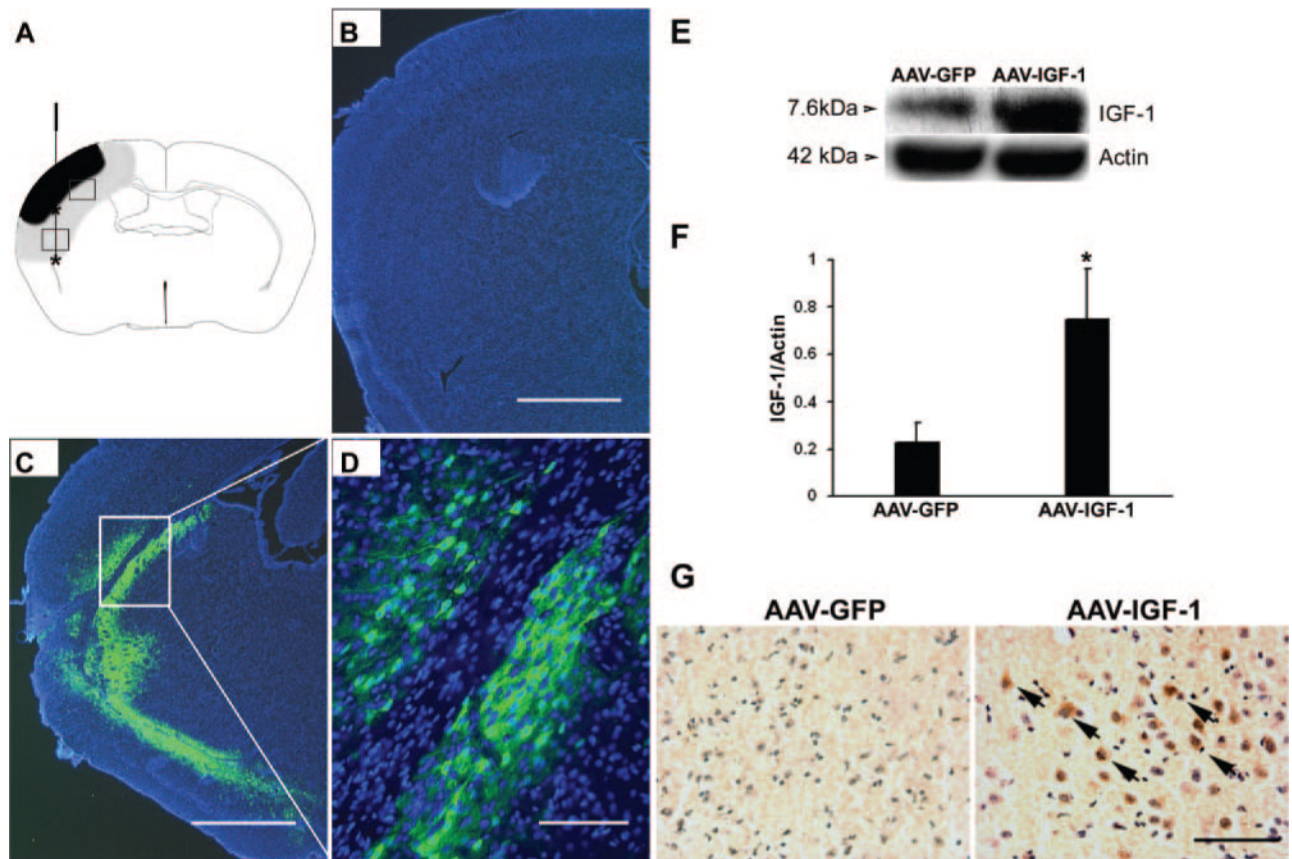 A
B
C
D
E
AAV-GFP AAV-IGF-1
7.6kDa
IGF-1
42 kDa
Actin
F
IGF-1/Actin
1
0.8
0.6
0.4
0.2
0
*
AAV-GFP
AAV-IGF-1
G
AAV-GFP
AAV-IGF-1
*
*